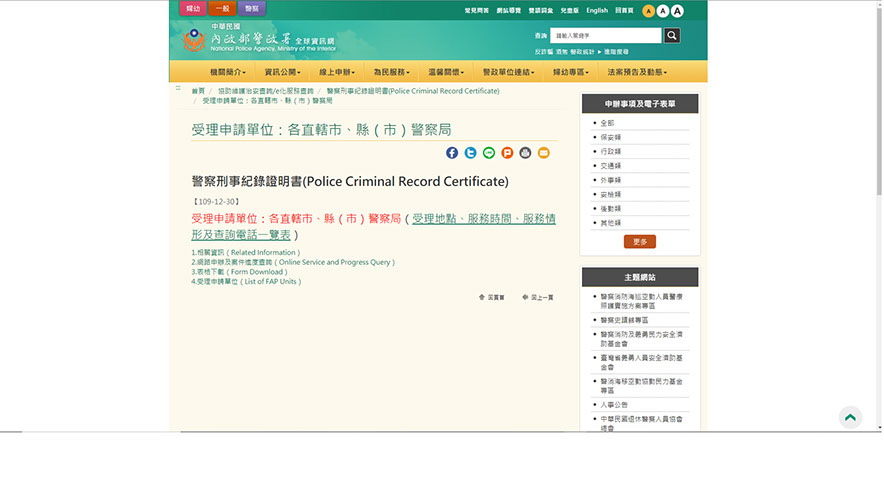 婦幼 一般 警察
常見問答 網站導覽 雙語詞彙 兒童版 English 回首頁 A A A
中華民國
內政部警政署 全球資訊網
National Police Agency, Ministry of the Interior
查詢 請輸入關鍵字
反詐騙 酒駕 警政統計 ▸ 進階搜尋
機關簡介 資訊公開 線上申辦 為民服務 溫馨關懷 警政單位連結 婦幼專區 法案預告及動態
:::
首頁 / 協助維護治安查詢/e化服務查詢 / 警察刑事紀錄證明書(Police Criminal Record Certificate)
/ 受理申請單位：各直轄市、縣（市）警察局
受理申請單位：各直轄市、縣（市）警察局
警察刑事紀錄證明書(Police Criminal Record Certificate)
【109-12-30】
受理申請單位：各直轄市、縣（市）警察局（受理地點、服務時間、服務情
形及查詢電話一覽表）
1.相關資訊（Related Information）
2.網路申辦及案件進度查詢（Online Service and Progress Query）
3.表格下載（Form Download）
4.受理申請單位（List of FAP Units）
回首頁 回上一頁
申辦事項及電子表單
全部
保安類
行政類
交通類
外事類
安檢類
後勤類
其他類
更多
主題網站
警察消防海巡空勤人員醫療
照護實施方案專區
警察史蹟館專區
警察消防及義勇民力安全濟
助基金會
臺灣省義勇人員安全濟助基
金會
警消海移空勤協勤民力基金
專區
人事公告
中華民國退休警察人員協會
總會